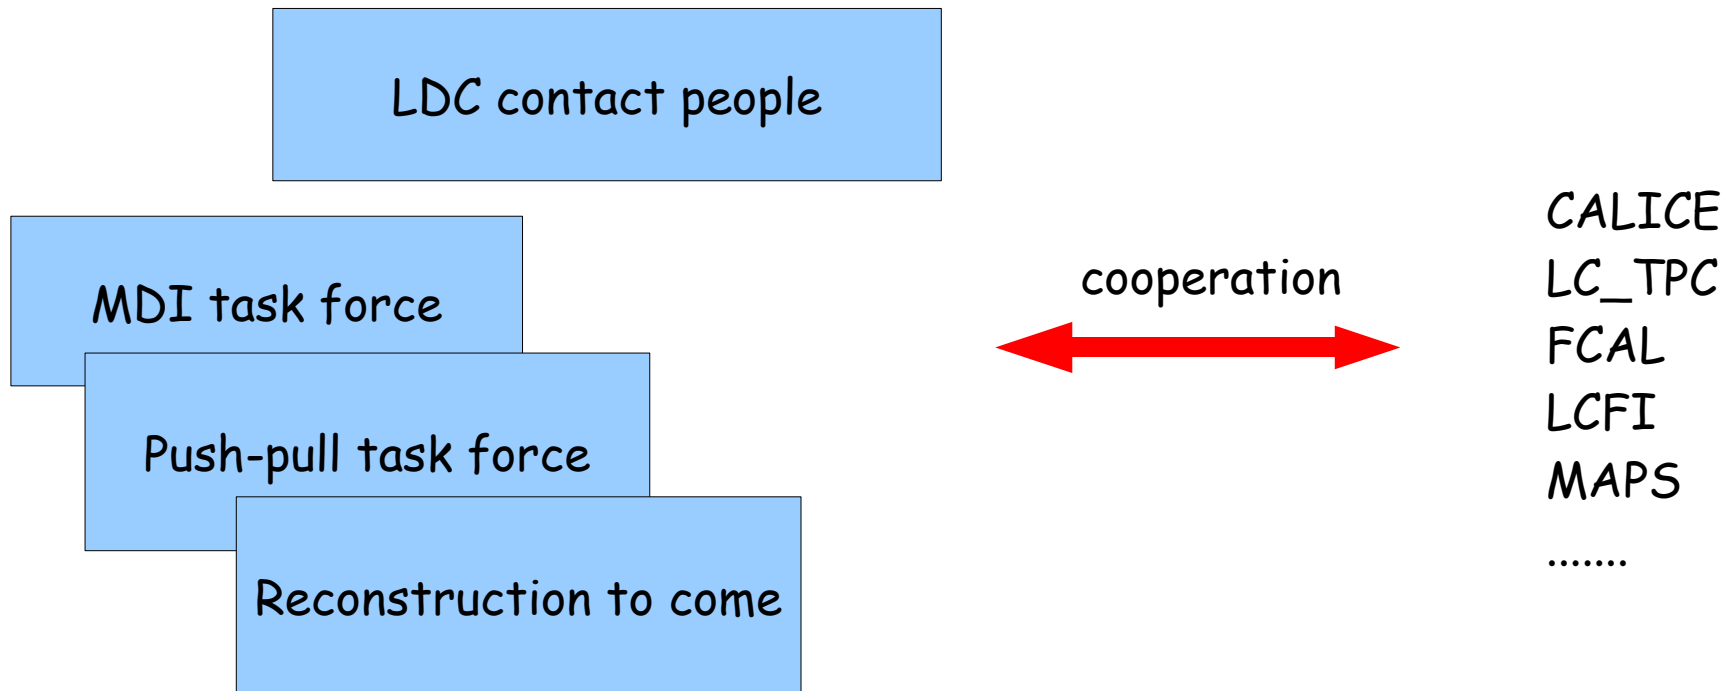 LDC contact people
MDI task force
Push-pull task force
Reconstruction to come
cooperation
CALICE
LC_TPC
FCAL
LCFI
MAPS
.......